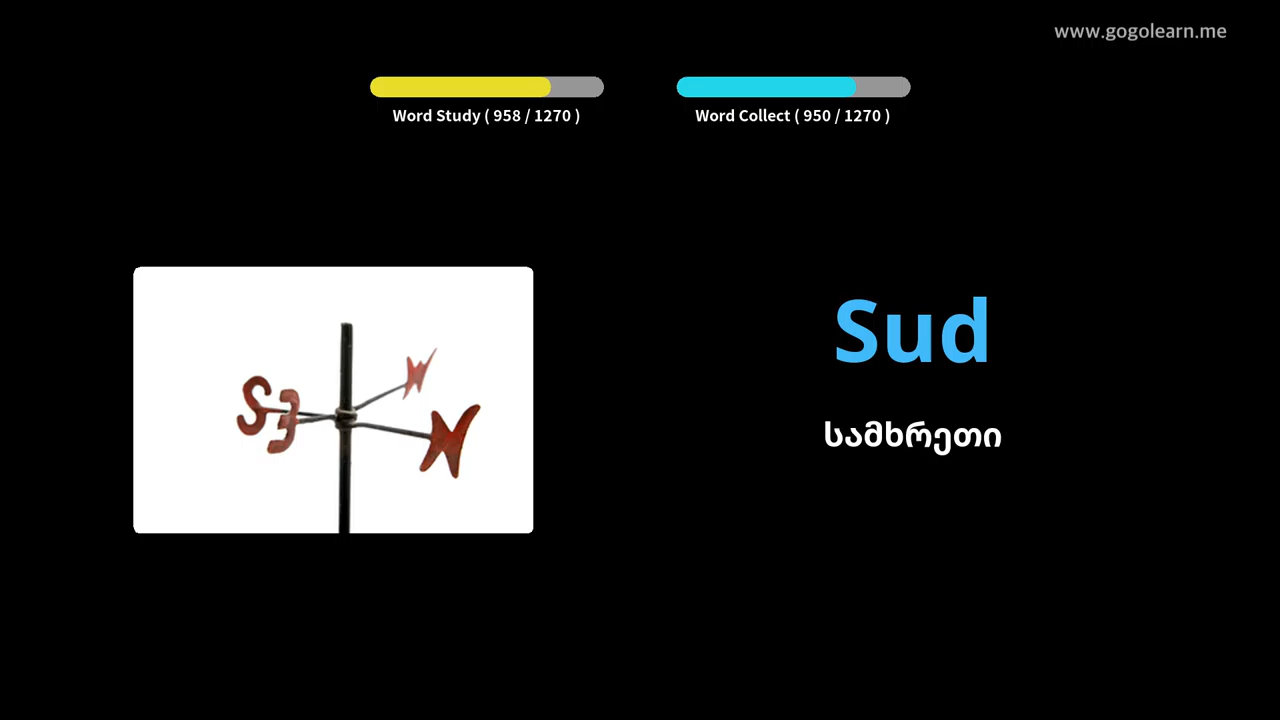 www.gogolearn.me
Word Study ( 958 / 1270 )
Word Collect ( 950 / 1270 )
S E N N
Sud
სამხრეთი